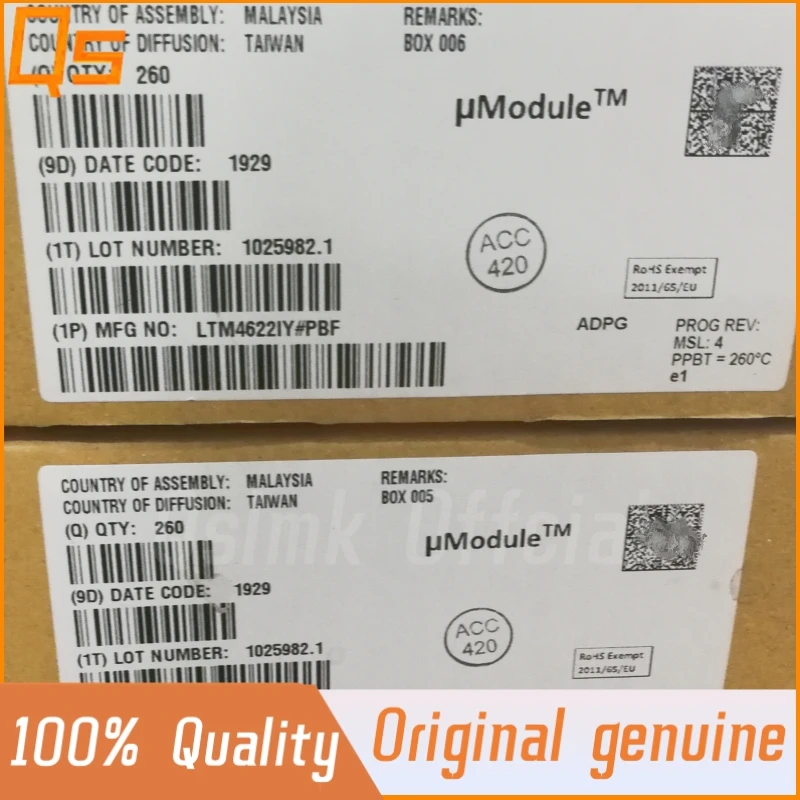 COUNTRY OF ASSEMBLY: MALAYSIA
REMARKS:
COUNTRY OF DIFFUSION: TAIWAN
BOX 006
QS
(Q) QTY: 260
µModule™
(9D) DATE CODE: 1929
(1T) LOT NUMBER: 1025982.1
ACC
420
RoHS Exempt
2011/65/EU
(1P) MFG NO: LTM4622IY#PBF
ADPG
PROG REV:
MSL: 4
PPBT = 260°C
e1
COUNTRY OF ASSEMBLY: MALAYSIA
REMARKS:
COUNTRY OF DIFFUSION: TAIWAN
BOX 005
(Q) QTY: 260
µModule™
(9D) DATE CODE: 1929
(1T) LOT NUMBER: 1025982.1
ACC
420
RoHS Exempt
2011/65/EU
100% Quality
Original genuine